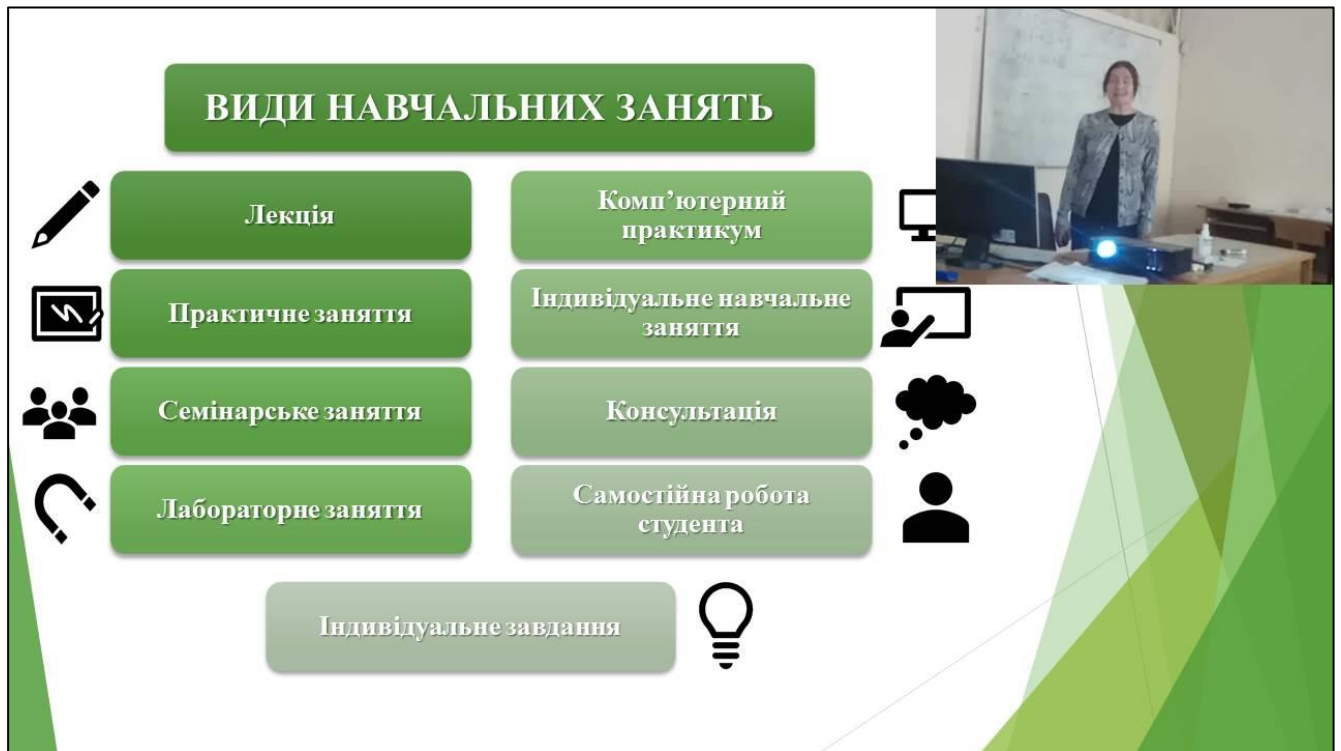 ВИДИ НАВЧАЛЬНИХ ЗАНЯТЬ
Лекція
Практичне заняття
Семінарське заняття
Лабораторне заняття
Комп’ютерний
практикум
Індивідуальне навчальне
заняття
Консультація
Самостійна робота
студента
Індивідуальне завдання